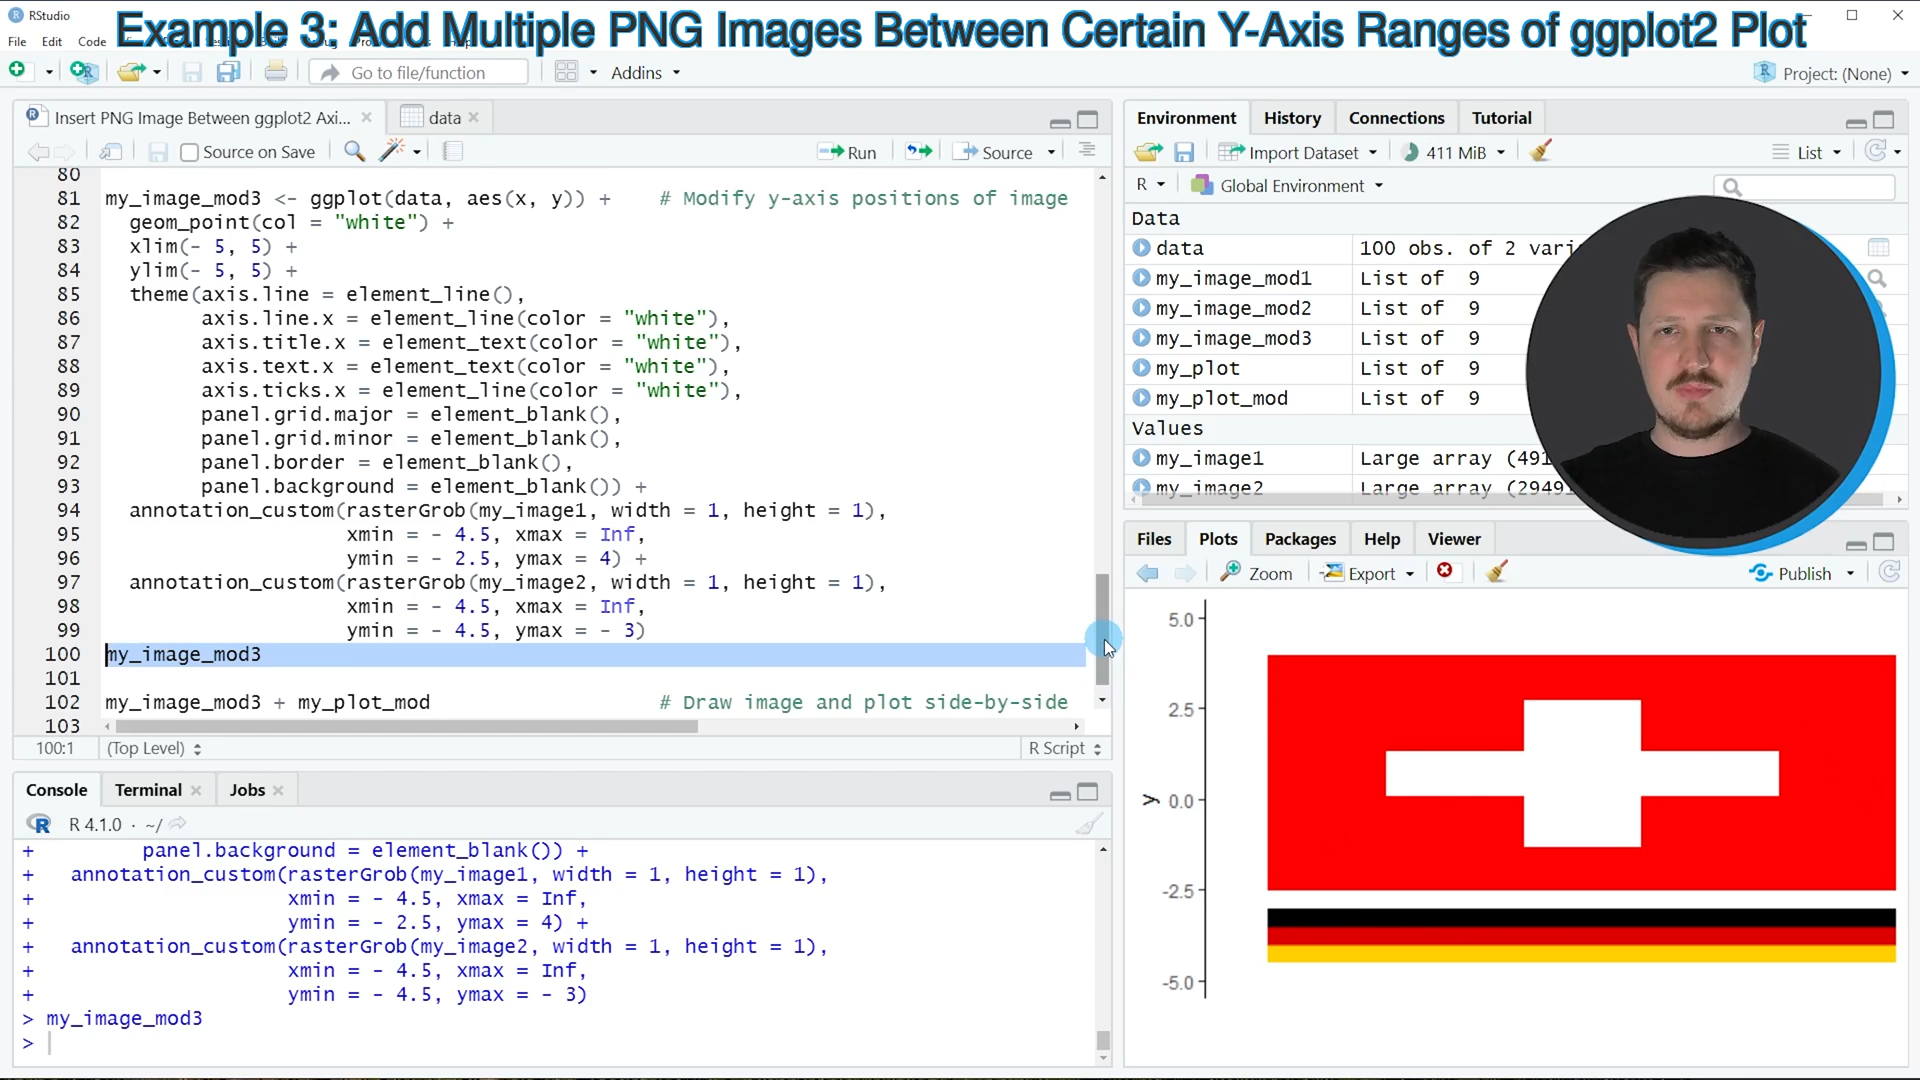 RStudio
Example 3: Add Multiple PNG Images Between Certain Y-Axis Ranges of ggplot2 Plot
File Edit Code
Go to file/function
Addins
Project: (None)
Insert PNG Image Between ggplot2 Axi...
data
Source on Save
Run
Source
80
81 my_image_mod3 <- ggplot(data, aes(x, y)) + # Modify y-axis positions of image
82 geom_point(col = "white") +
83 xlim(- 5, 5) +
84 ylim(- 5, 5) +
85 theme(axis.line = element_line(),
86 axis.line.x = element_line(color = "white"),
87 axis.title.x = element_text(color = "white"),
88 axis.text.x = element_text(color = "white"),
89 axis.ticks.x = element_line(color = "white"),
90 panel.grid.major = element_blank(),
91 panel.grid.minor = element_blank(),
92 panel.border = element_blank(),
93 panel.background = element_blank()) +
94 annotation_custom(rasterGrob(my_image1, width = 1, height = 1),
95 xmin = - 4.5, xmax = Inf,
96 ymin = - 2.5, ymax = 4) +
97 annotation_custom(rasterGrob(my_image2, width = 1, height = 1),
98 xmin = - 4.5, xmax = Inf,
99 ymin = - 4.5, ymax = - 3)
100 my_image_mod3
101
102 my_image_mod3 + my_plot_mod # Draw image and plot side-by-side
103
100:1 (Top Level) R Script
Console Terminal Jobs
R 4.1.0 · ~/
+ panel.background = element_blank()) +
+ annotation_custom(rasterGrob(my_image1, width = 1, height = 1),
+ xmin = - 4.5, xmax = Inf,
+ ymin = - 2.5, ymax = 4) +
+ annotation_custom(rasterGrob(my_image2, width = 1, height = 1),
+ xmin = - 4.5, xmax = Inf,
+ ymin = - 4.5, ymax = - 3)
> my_image_mod3
>
Environment History Connections Tutorial
Import Dataset 411 MiB List
R Global Environment
Data
data 100 obs. of 2 vari
my_image_mod1 List of 9
my_image_mod2 List of 9
my_image_mod3 List of 9
my_plot List of 9
my_plot_mod List of 9
Values
my_image1 Large array (491
my_image2 Large array (2949
Files Plots Packages Help Viewer
Zoom Export Publish
5.0
2.5
y
0.0
-2.5
-5.0